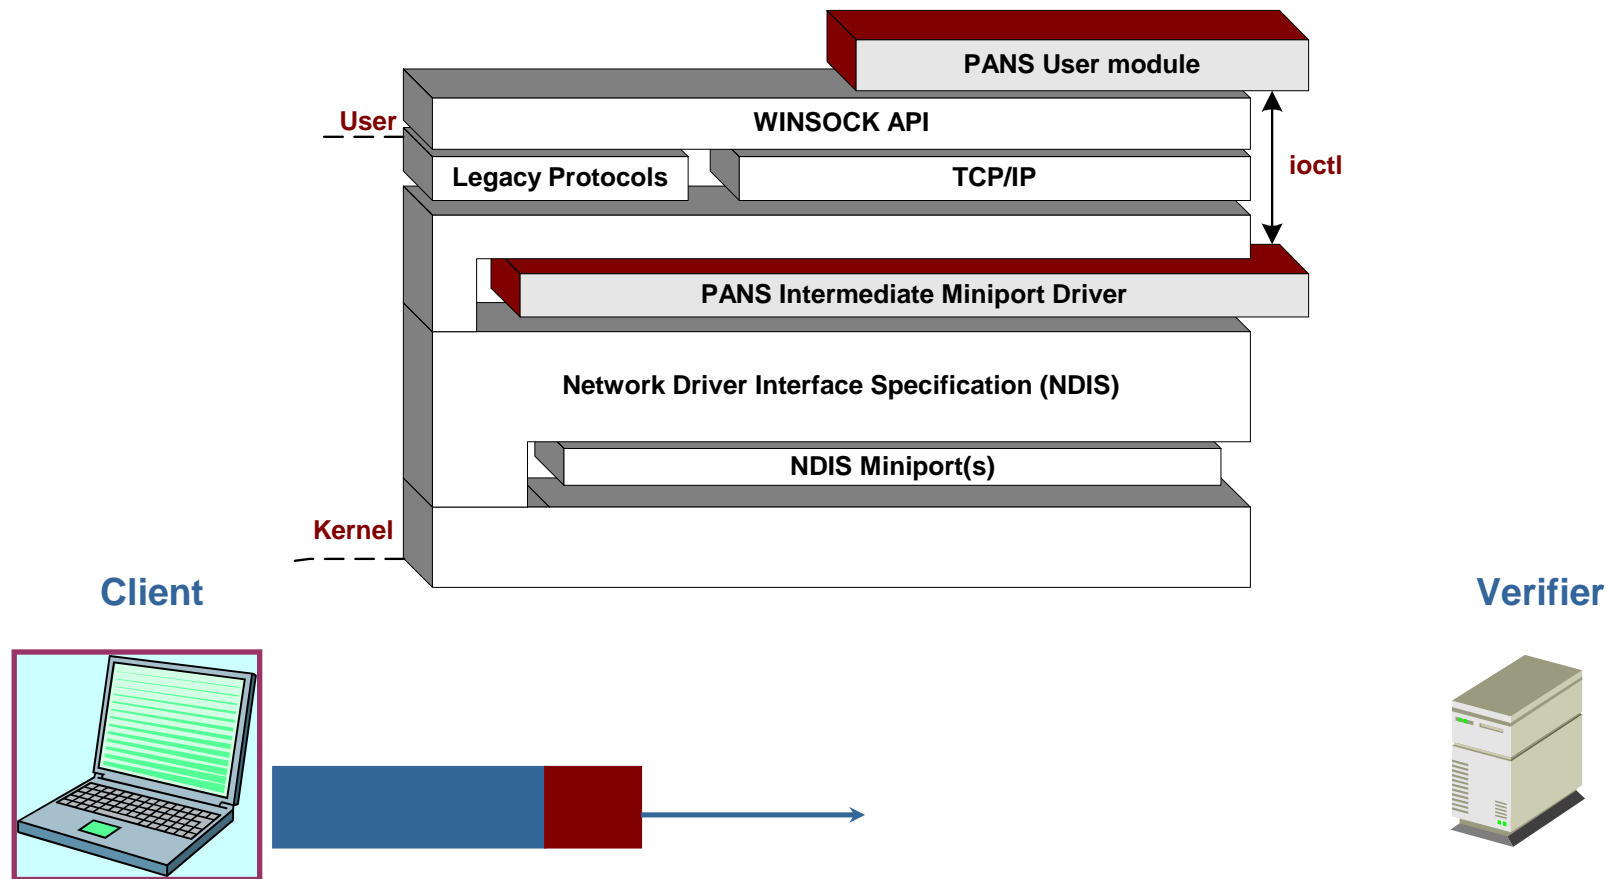 PANS User module
User
WINSOCK API
Legacy Protocols
TCP/IP
ioctl
PANS Intermediate Miniport Driver
Network Driver Interface Specification (NDIS)
NDIS Miniport(s)
Kernel
Client
Verifier